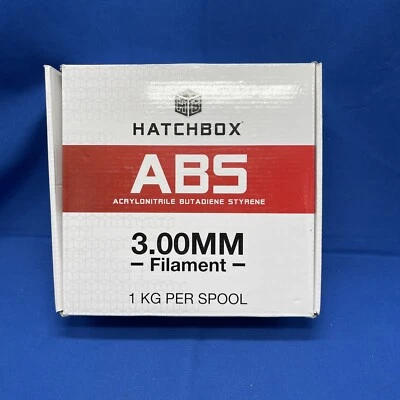 HATCHBOX
ABS
ACRYLONITRILE BUTADIENE STYRENE
3.00MM
- Filament -
1 KG PER SPOOL